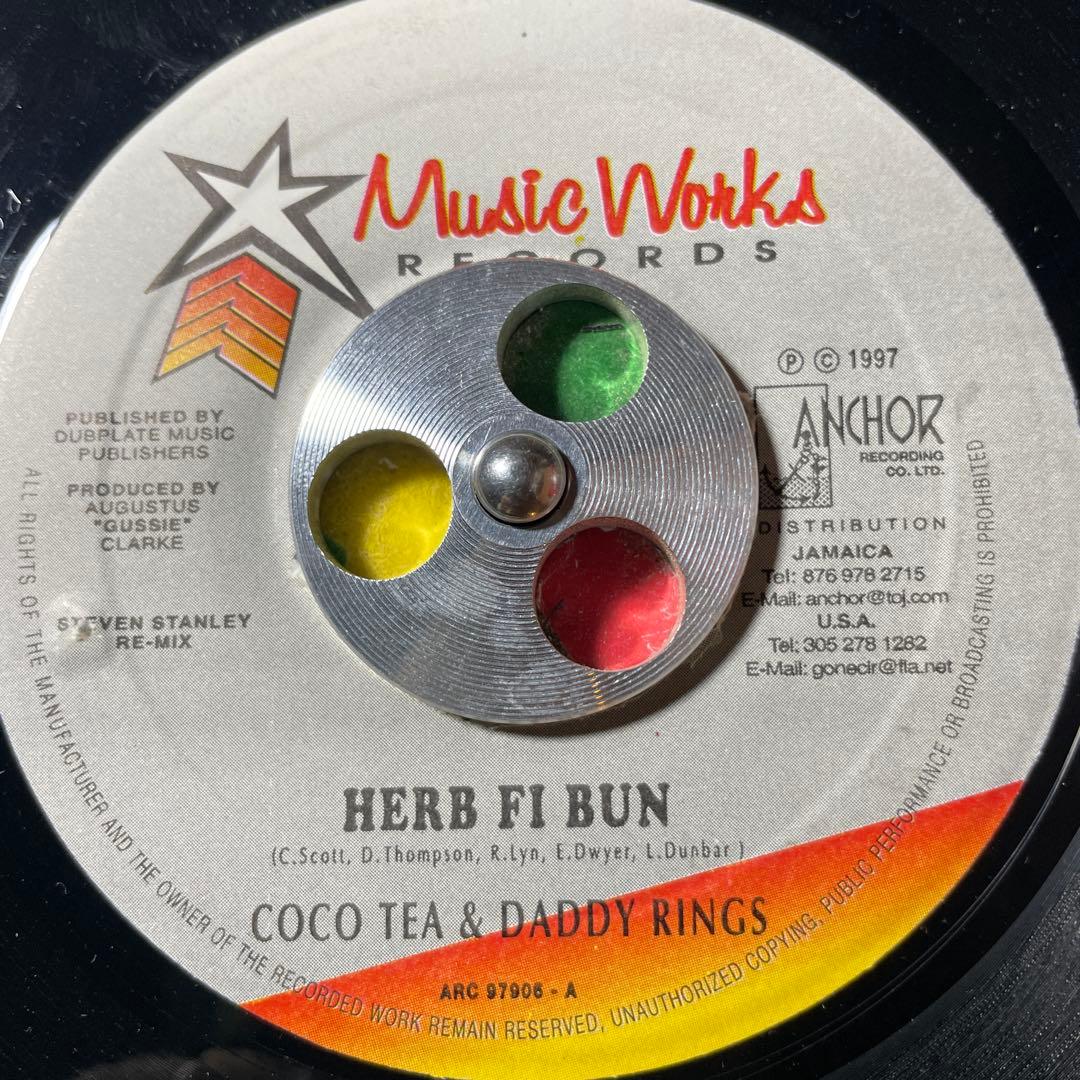 Music Works
RECORDS
℗ © 1997
PUBLISHED BY
DUBPLATE MUSIC
PUBLISHERS
PRODUCED BY
AUGUSTUS
"GUSSIE"
CLARKE
STEVEN STANLEY
RE-MIX
ANCHOR
RECORDING
CO. LTD.
DISTRIBUTION
JAMAICA
Tel: 876 978 2715
E-Mail: anchor@toj.com
U.S.A.
Tel: 305 278 1262
E-Mail: goneclr@fla.net
HERB FI BUN
(C.Scott, D.Thompson, R.Lyn, E.Dwyer, L.Dunbar )
COCO TEA & DADDY RINGS
ARC 97906 - A
ALL RIGHTS OF THE MANUFACTURER AND THE OWNER OF THE RECORDED WORK REMAIN RESERVED, UNAUTHORIZED COPYING, PUBLIC PERFORMANCE OR BROADCASTING IS PROHIBITED